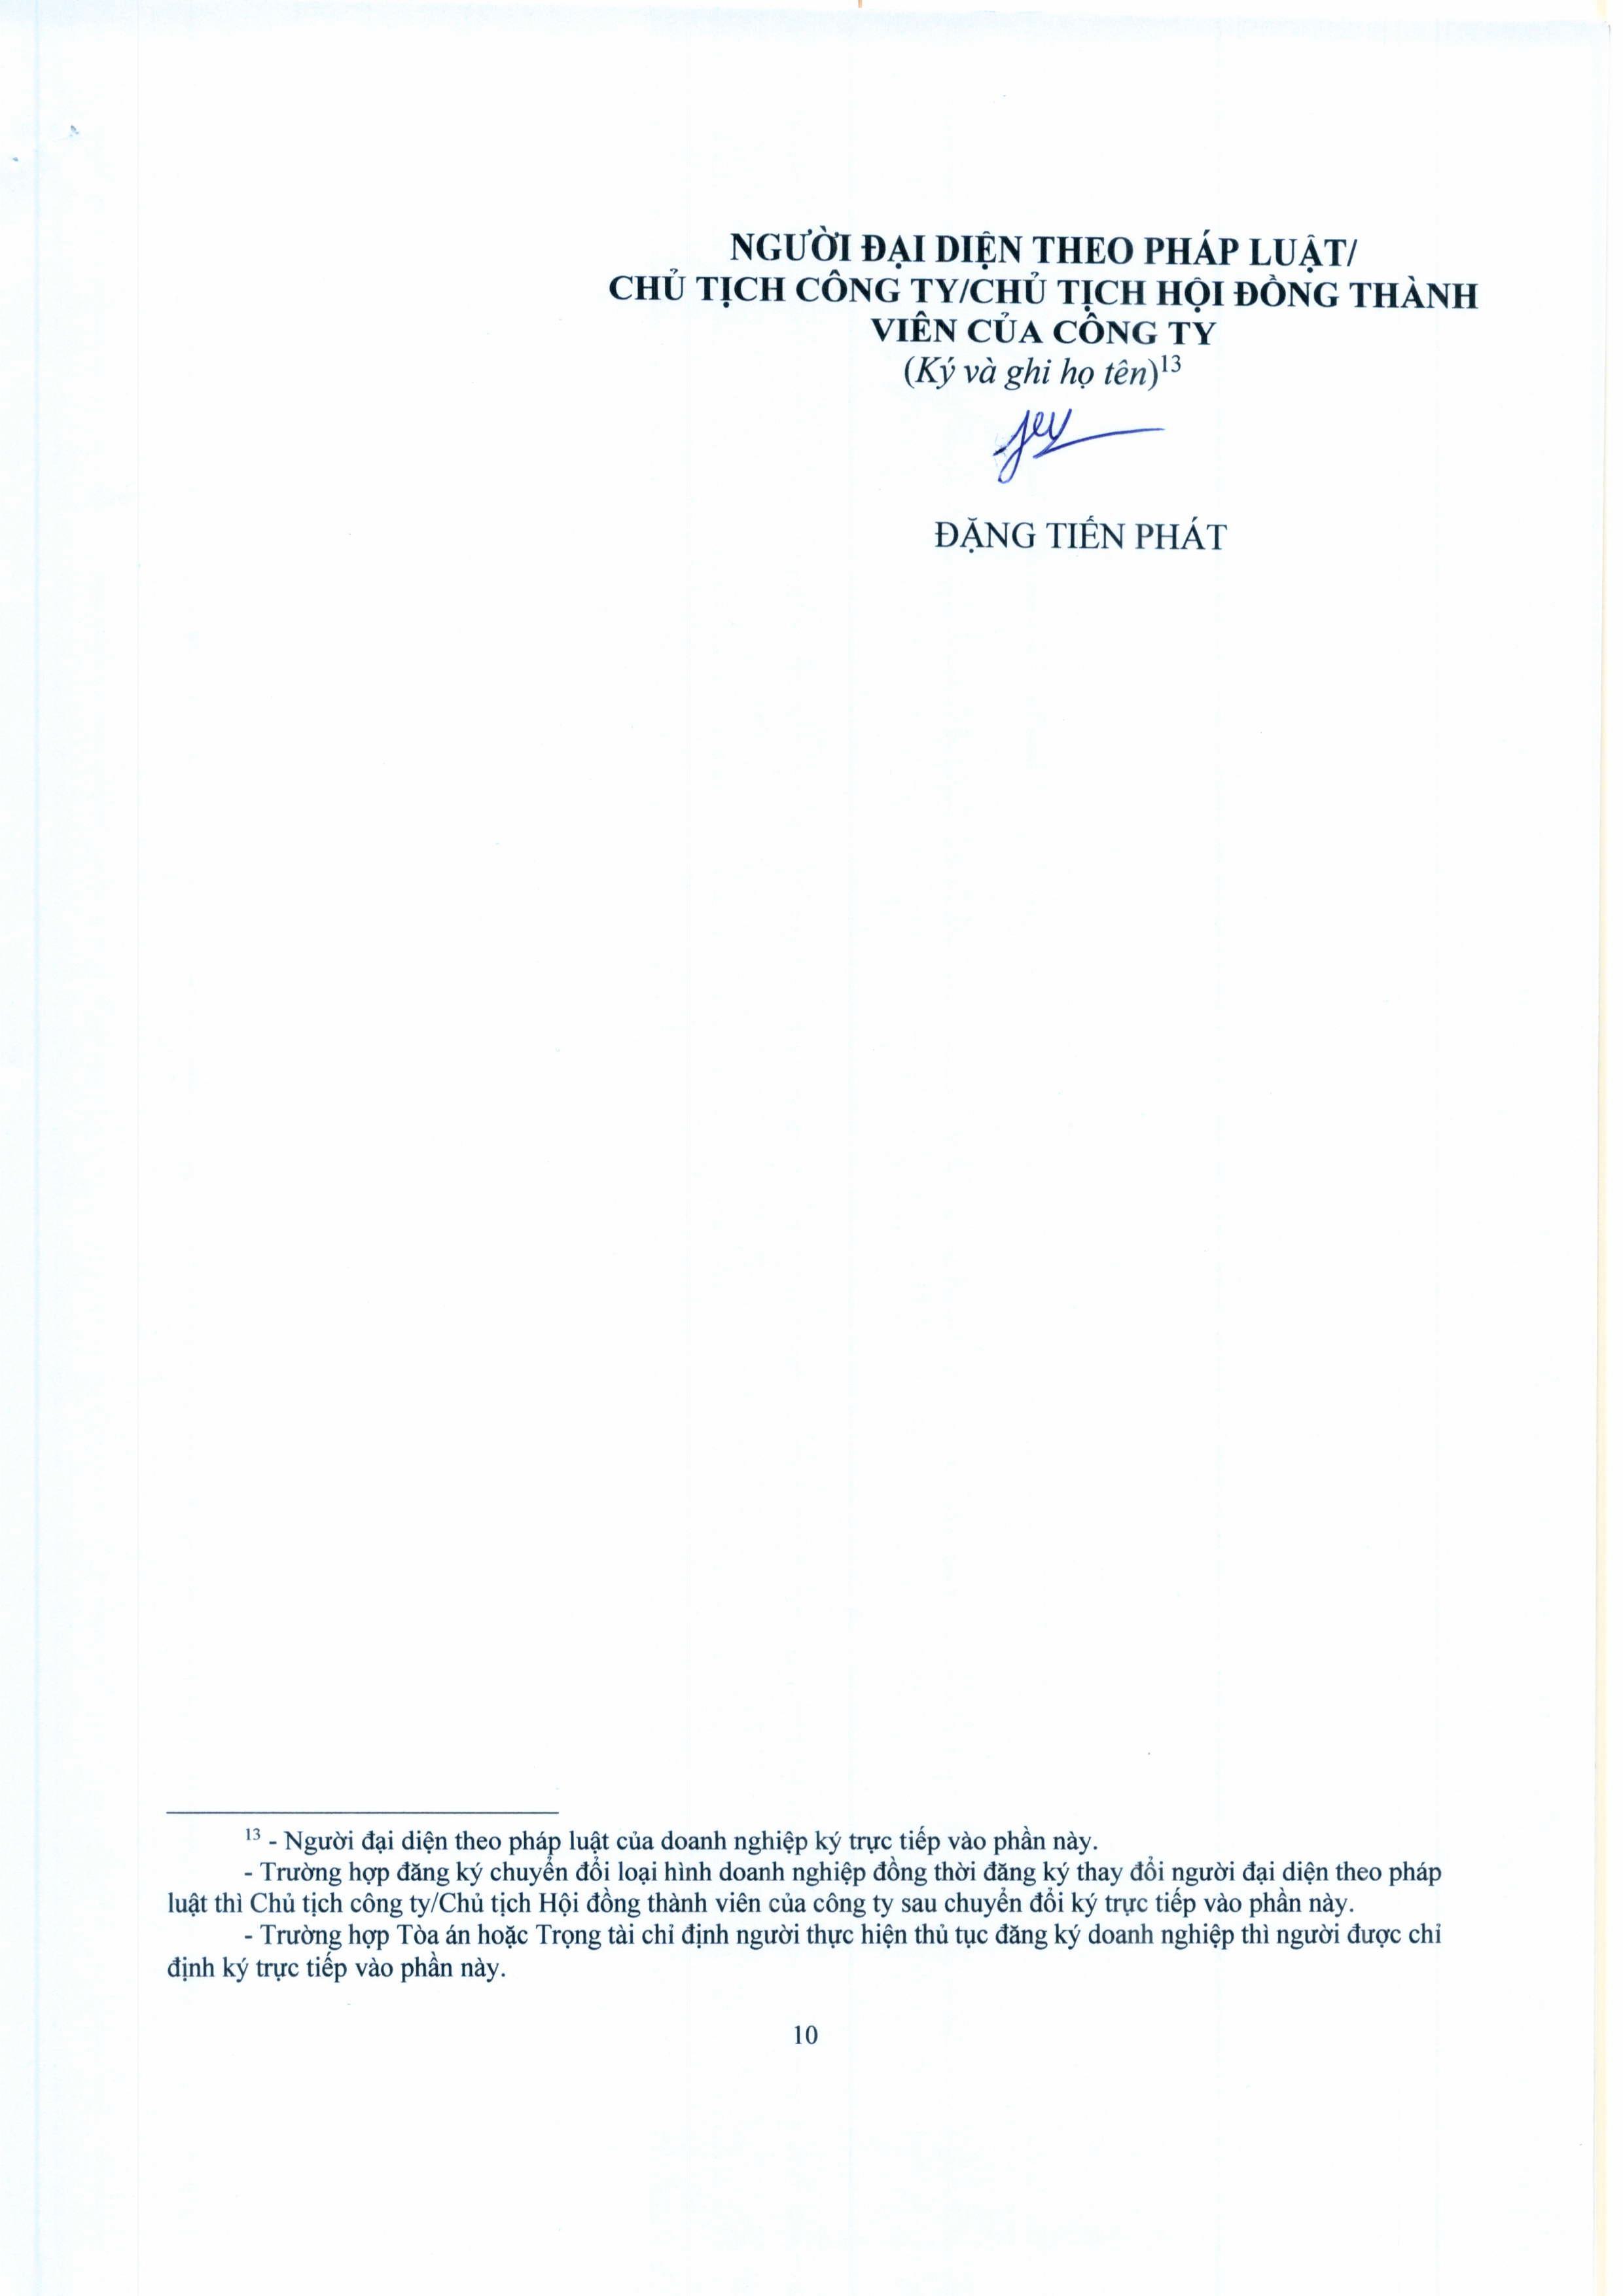 NGƯỜI ĐẠI DIỆN THEO PHÁP LUẬT/
CHỦ TỊCH CÔNG TY/CHỦ TỊCH HỘI ĐỒNG THÀNH
VIÊN CỦA CÔNG TY
(Ký và ghi họ tên)¹³
ĐẶNG TIẾN PHÁT
¹³ - Người đại diện theo pháp luật của doanh nghiệp ký trực tiếp vào phần này.
- Trường hợp đăng ký chuyển đổi loại hình doanh nghiệp đồng thời đăng ký thay đổi người đại diện theo pháp
luật thì Chủ tịch công ty/Chủ tịch Hội đồng thành viên của công ty sau chuyển đổi ký trực tiếp vào phần này.
- Trường hợp Tòa án hoặc Trọng tài chỉ định người thực hiện thủ tục đăng ký doanh nghiệp thì người được chỉ
định ký trực tiếp vào phần này.
10